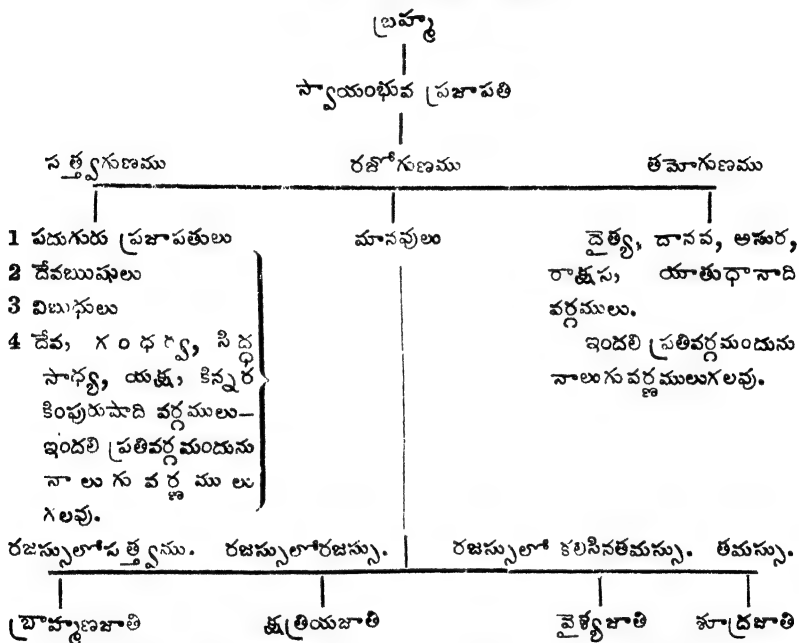 బ్రహ్మ
స్వాయంభువ ప్రజాపతి
సత్త్వగుణము రజోగుణము తమోగుణము
1 పదుగురు ప్రజాపతులు
2 దేవఋషులు
3 విబుధులు
4 దేవ, గంధర్వ, సిద్ధ
సాధ్య, యక్ష, కిన్నర
కింపురుషాది వర్గములు—
ఇందలి ప్రతివర్గమందును
నాలుగు వర్ణములు
గలవు.
మానవులు
దైత్య, దానవ, అసుర,
రాక్షస, యాతుధానాది
వర్గములు.
ఇందలి ప్రతివర్గమందును
నాలుగువర్ణములుగలవు.
రజస్సులోసత్త్వము. రజస్సులోరజస్సు. రజస్సులో కలసినతమస్సు. తమస్సు.
బ్రాహ్మణజాతి క్షత్రియజాతి వైశ్యజాతి శూద్రజాతి